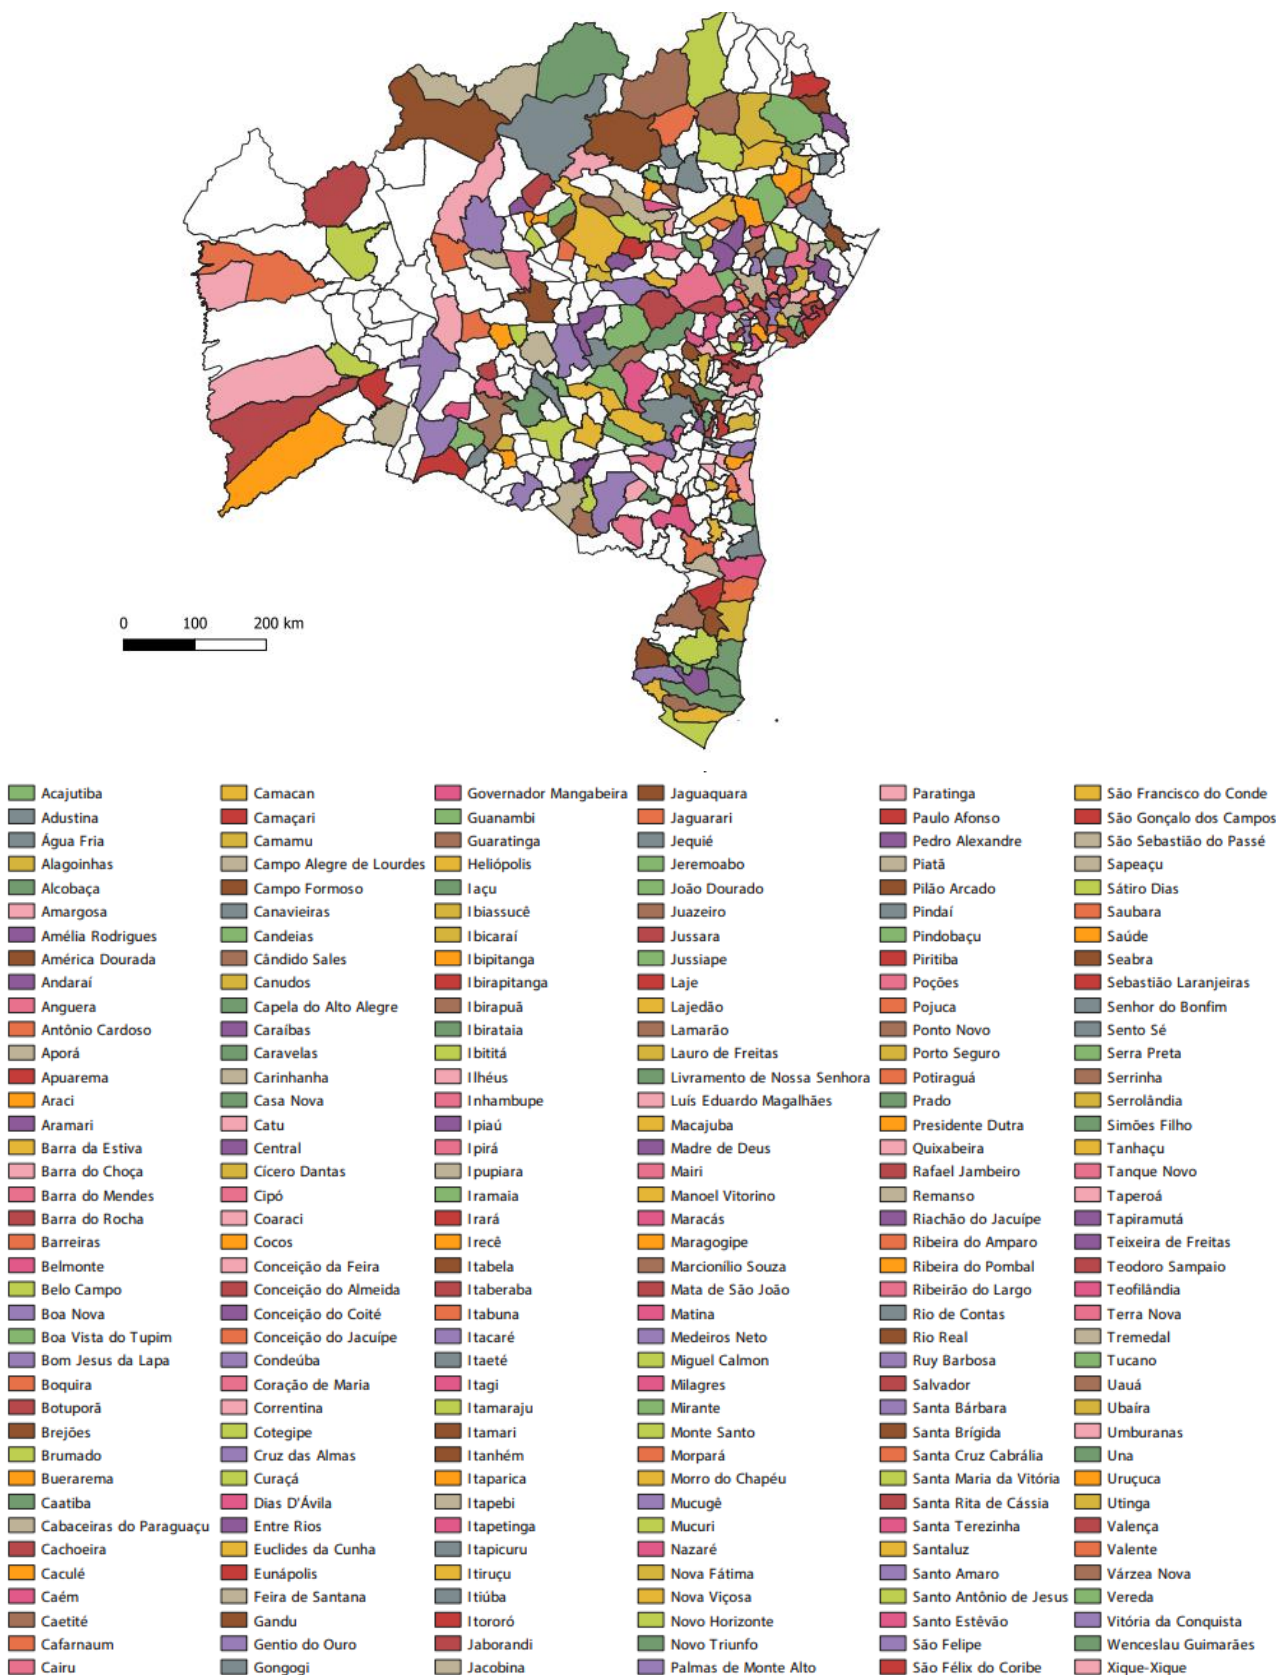 0 100 200 km
Acajutiba
Adustina
Água Fria
Alagoinhas
Alcobaça
Amargosa
Amélia Rodrigues
América Dourada
Andaraí
Anguera
Antônio Cardoso
Aporá
Apuarema
Araci
Aramari
Barra da Estiva
Barra do Choça
Barra do Mendes
Barra do Rocha
Barreiras
Belmonte
Belo Campo
Boa Nova
Boa Vista do Tupim
Bom Jesus da Lapa
Boquira
Botuporã
Brejões
Brumado
Buerarema
Caatiba
Cabaceiras do Paraguaçu
Cachoeira
Caculé
Caém
Caetité
Cafarnaum
Cairu
Camacan
Camaçari
Camamu
Campo Alegre de Lourdes
Campo Formoso
Canavieiras
Candeias
Cândido Sales
Canudos
Capela do Alto Alegre
Caraíbas
Caravelas
Carinhanha
Casa Nova
Catu
Central
Cícero Dantas
Cipó
Coaraci
Cocos
Conceição da Feira
Conceição do Almeida
Conceição do Coité
Conceição do Jacuípe
Condeúba
Coração de Maria
Correntina
Cotegipe
Cruz das Almas
Curaçá
Dias D'Ávila
Entre Rios
Euclides da Cunha
Eunápolis
Feira de Santana
Gandu
Gentio do Ouro
Gongogi
Governador Mangabeira
Guanambi
Guaratinga
Heliópolis
Iaçu
Ibiassucê
Ibicaraí
Ibipitanga
Ibirapitanga
Ibirapuã
Ibirataia
Ibititá
Ilhéus
Inhambupe
Ipiaú
Ipirá
Ipupiara
Iramaia
Irará
Irecê
Itabela
Itaberaba
Itabuna
Itacaré
Itaeté
Itagi
Itamaraju
Itamari
Itanhém
Itaparica
Itapebi
Itapetinga
Itapicuru
Itiruçu
Itiúba
Itororó
Jaborandi
Jacobina
Jaguaquara
Jaguarari
Jequié
Jeremoabo
João Dourado
Juazeiro
Jussara
Jussiape
Laje
Lajedão
Lamarão
Lauro de Freitas
Livramento de Nossa Senhora
Luís Eduardo Magalhães
Macajuba
Madre de Deus
Mairi
Manoel Vitorino
Maracás
Maragogipe
Marcionílio Souza
Mata de São João
Matina
Medeiros Neto
Miguel Calmon
Milagres
Mirante
Monte Santo
Morpará
Morro do Chapéu
Mucugê
Mucuri
Nazaré
Nova Fátima
Nova Viçosa
Novo Horizonte
Novo Triunfo
Palmas de Monte Alto
Paratinga
Paulo Afonso
Pedro Alexandre
Piatã
Pilão Arcado
Pindaí
Pindobaçu
Piritiba
Poções
Pojuca
Ponto Novo
Porto Seguro
Potiraguá
Prado
Presidente Dutra
Quixabeira
Rafael Jambeiro
Remanso
Riachão do Jacuípe
Ribeira do Amparo
Ribeira do Pombal
Ribeirão do Largo
Rio de Contas
Rio Real
Ruy Barbosa
Salvador
Santa Bárbara
Santa Brígida
Santa Cruz Cabrália
Santa Maria da Vitória
Santa Rita de Cássia
Santa Terezinha
Santaluz
Santo Amaro
Santo Antônio de Jesus
Santo Estêvão
São Felipe
São Félix do Coribe
São Francisco do Conde
São Gonçalo dos Campos
São Sebastião do Passé
Sapeaçu
Sátiro Dias
Saubara
Saúde
Seabra
Sebastião Laranjeiras
Senhor do Bonfim
Sento Sé
Serra Preta
Serrinha
Serrolândia
Simões Filho
Tanhaçu
Tanque Novo
Taperoá
Tapiramutá
Teixeira de Freitas
Teodoro Sampaio
Teofilândia
Terra Nova
Tremedal
Tucano
Uauá
Ubaíra
Umburanas
Una
Uruçuca
Utinga
Valença
Valente
Várzea Nova
Vereda
Vitória da Conquista
Wenceslau Guimarães
Xique-Xique